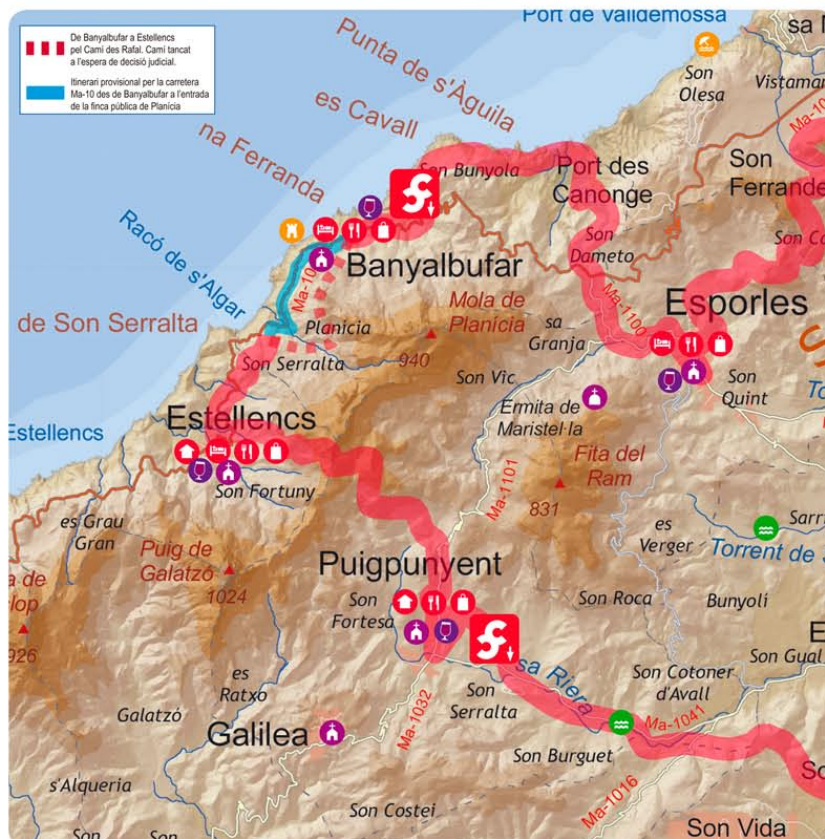 De Banyalbufar a Estellencs
pel Camí des Rafal. Camí tancat
a l'espera de decisió judicial.
Itinerari provisional per la carretera
Ma-10 des de Banyalbufar a l'entrada
de la finca pública de Planícia
Port de Valldemossa
Son
Olesa
Vistamar
Ma-10
Punta de s'Àguila
es Cavall
na Ferranda
Son Bunyola
Port des
Canonge
Son
Ferrande
Son
Dameto
Racó de s'Algar
Ma-10
Banyalbufar
Mola de
Planícia
940
Planicia
Ma-1100
Esporles
sa
Granja
de Son Serralta
Son Serralta
Son Vic
Son
Quint
Ermita de
Maristel·la
Estellencs
Estellencs
Fita del
Ram
831
Ma-1101
Son Fortuny
es Grau
Gran
Puig de
Galatzó
1024
926
es
Verger
Sarri
Torrent de
Bunyolí
Puigpunyent
Son
Fortesa
Son Roca
sa Riera
Son Cotoner
d'Avall
Son Gual
es
Ratxo
Son
Serralta
Ma-1041
Galatzó
Galilea
Ma-1032
Son Burguet
Ma-1016
s'Alqueria
Son Costei
Son Vida
Son
Son